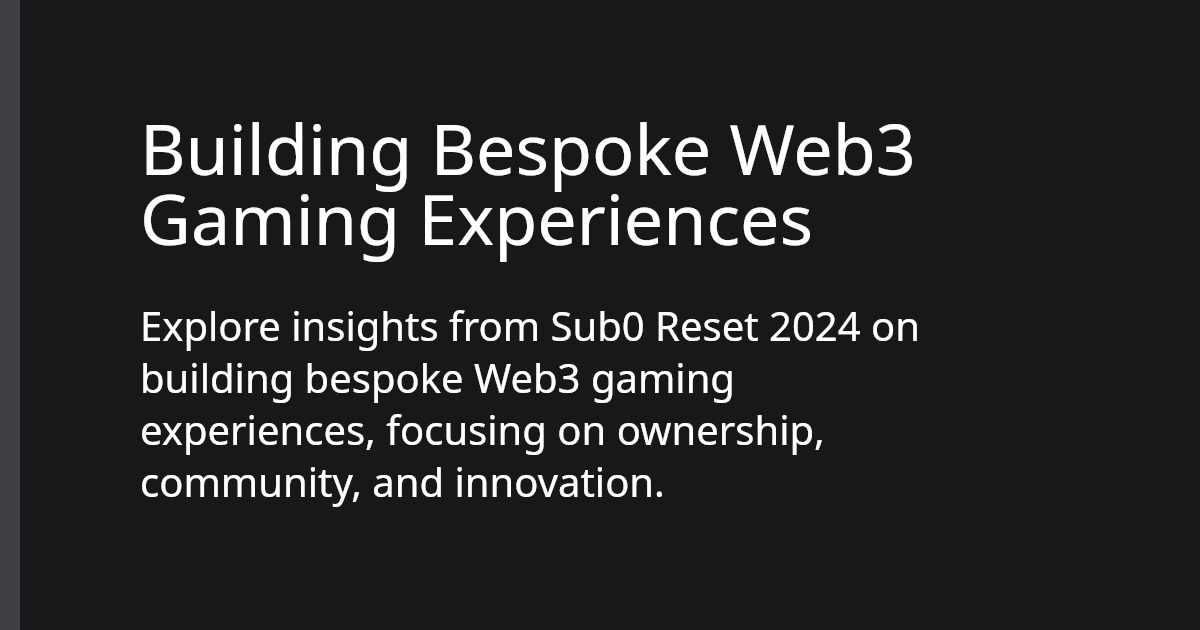 Building Bespoke Web3
Gaming Experiences
Explore insights from Sub0 Reset 2024 on
building bespoke Web3 gaming
experiences, focusing on ownership,
community, and innovation.